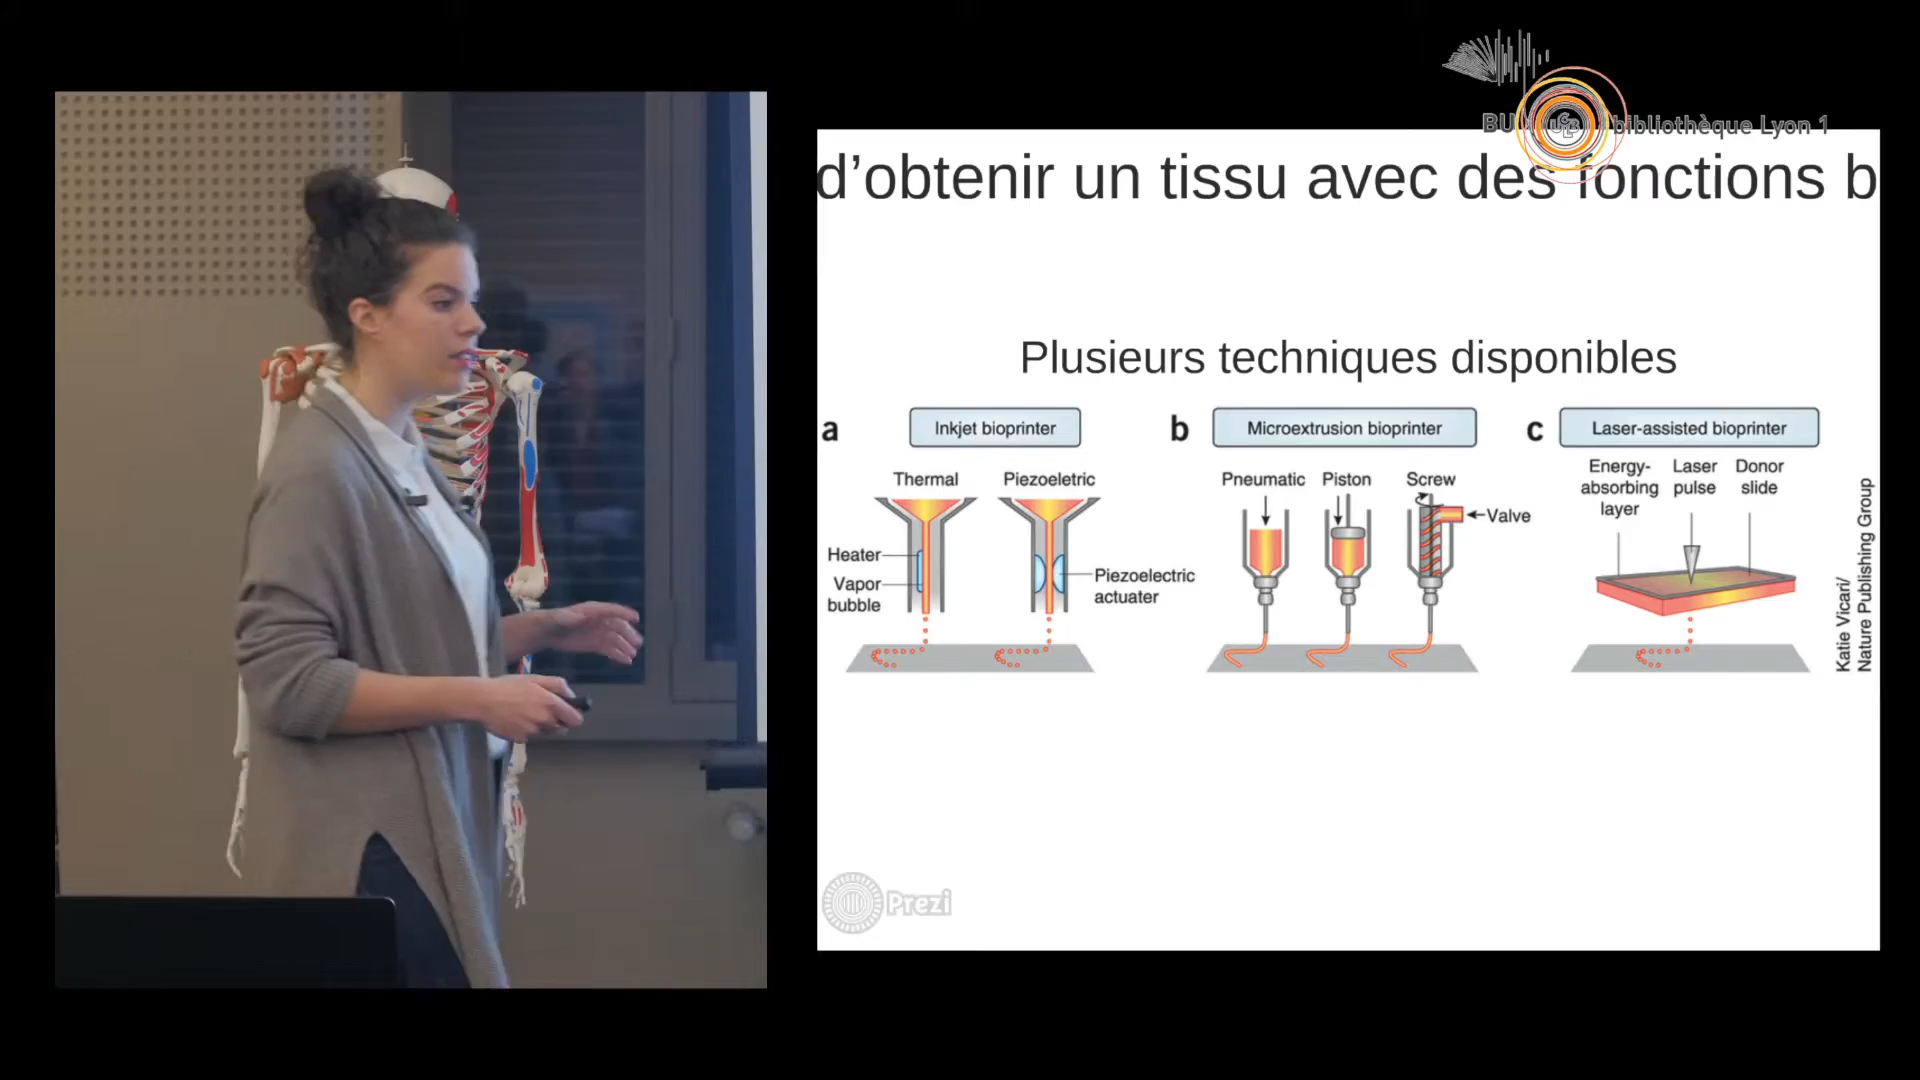 BU bibliothèque Lyon 1
UCBL
d'obtenir un tissu avec des fonctions b
Plusieurs techniques disponibles
a
Inkjet bioprinter
Thermal
Piezoeletric
Heater
Vapor
bubble
Piezoelectric
actuater
b
Microextrusion bioprinter
Pneumatic
Piston
Screw
Valve
c
Laser-assisted bioprinter
Energy-
absorbing
layer
Laser
pulse
Donor
slide
Katie Vicari/
Nature Publishing Group
Prezi